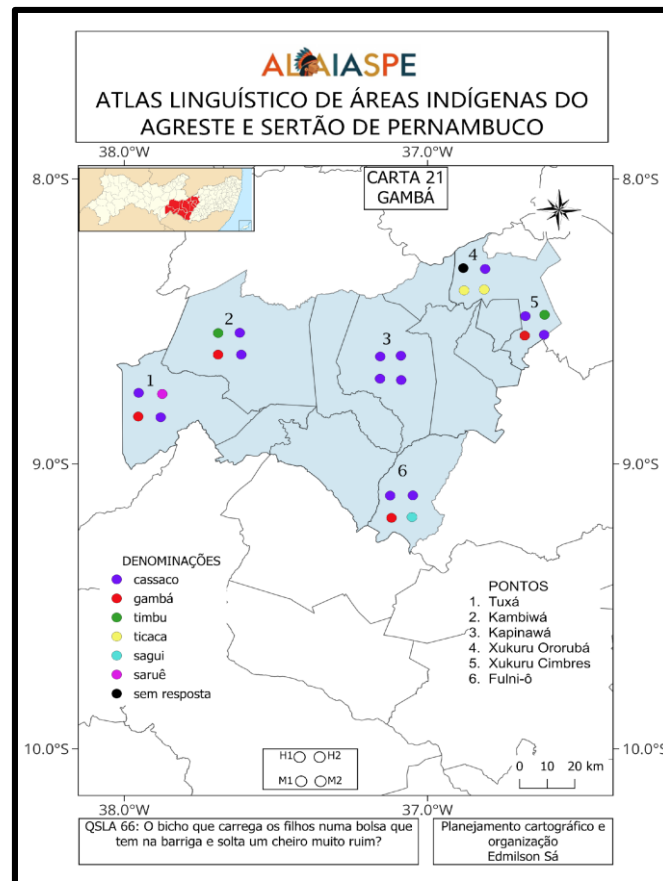 ALAIASPE
ATLAS LINGUÍSTICO DE ÁREAS INDÍGENAS DO
AGRESTE E SERTÃO DE PERNAMBUCO
38.0°W
37.0°W
8.0°S
8.0°S
CARTA 21
GAMBÁ
4
5
2
3
1
9.0°S
9.0°S
6
DENOMINAÇÕES
cassaco
gambá
timbu
ticaca
sagui
saruê
sem resposta
PONTOS
1. Tuxá
2. Kambiwá
3. Kapinawá
4. Xukuru Ororubá
5. Xukuru Cimbres
6. Fulni-ô
10.0°S
10.0°S
H1 H2
M1 M2
0 10 20 km
38.0°W
37.0°W
QSLA 66: O bicho que carrega os filhos numa bolsa que
tem na barriga e solta um cheiro muito ruim?
Planejamento cartográfico e
organização
Edmilson Sá